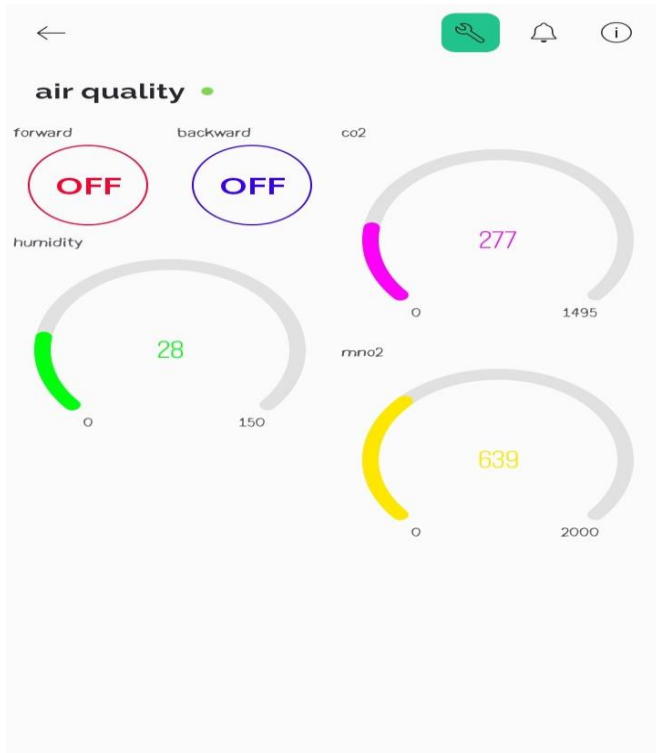 air quality
forward
OFF
backward
OFF
humidity
28
0 150
co2
277
0 1495
mno2
639
0 2000